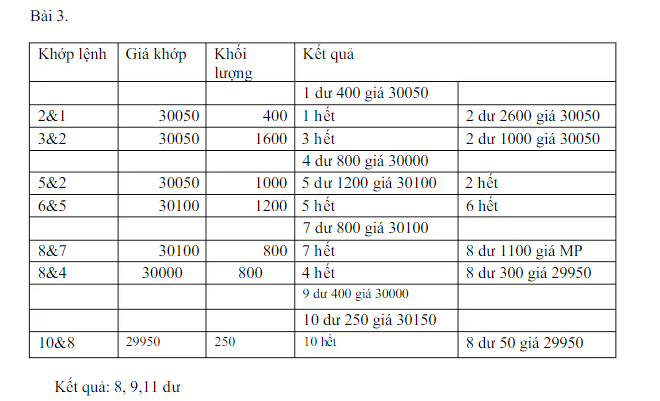 Bài 3.
Khớp lệnh Giá khớp Khối lượng Kết quả
1 dư 400 giá 30050
2&1 30050 400 1 hết 2 dư 2600 giá 30050
3&2 30050 1600 3 hết 2 dư 1000 giá 30050
4 dư 800 giá 30000
5&2 30050 1000 5 dư 1200 giá 30100 2 hết
6&5 30100 1200 5 hết 6 hết
7 dư 800 giá 30100
8&7 30100 800 7 hết 8 dư 1100 giá MP
8&4 30000 800 4 hết 8 dư 300 giá 29950
9 dư 400 giá 30000
10 dư 250 giá 30150
10&8 29950 250 10 hết 8 dư 50 giá 29950
Kết quả: 8, 9,11 dư